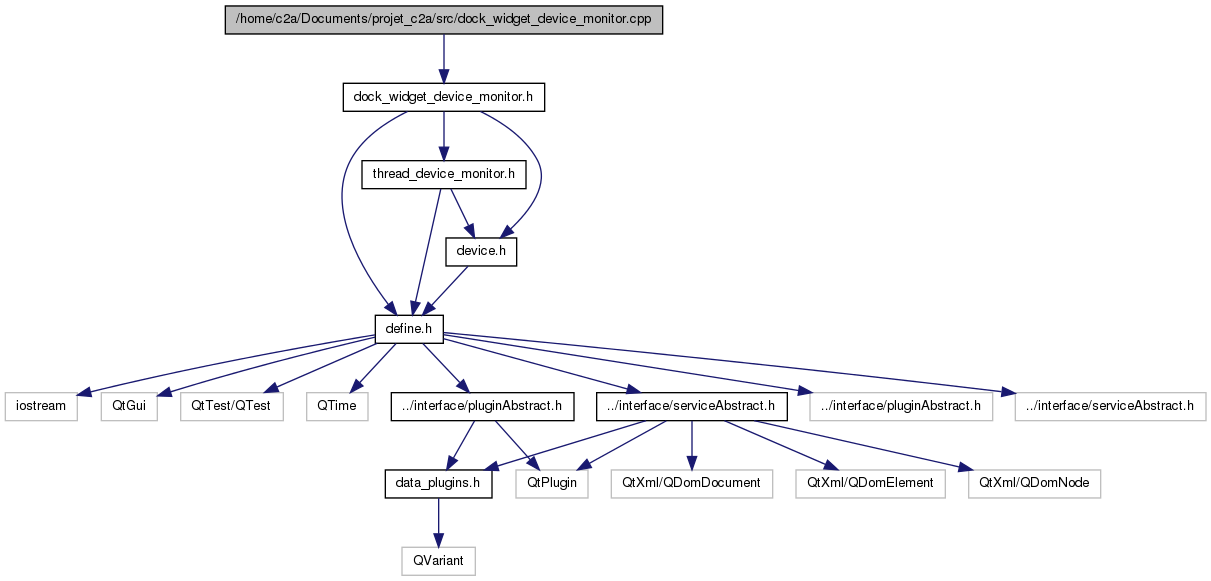 /home/c2a/Documents/projet_c2a/src/dock_widget_device_monitor.cpp
dock_widget_device_monitor.h
thread_device_monitor.h
device.h
define.h
iostream
QtGui
QtTest/QTest
QTime
../interface/pluginAbstract.h
../interface/serviceAbstract.h
../interface/pluginAbstract.h
../interface/serviceAbstract.h
data_plugins.h
QtPlugin
QtXml/QDomDocument
QtXml/QDomElement
QtXml/QDomNode
QVariant